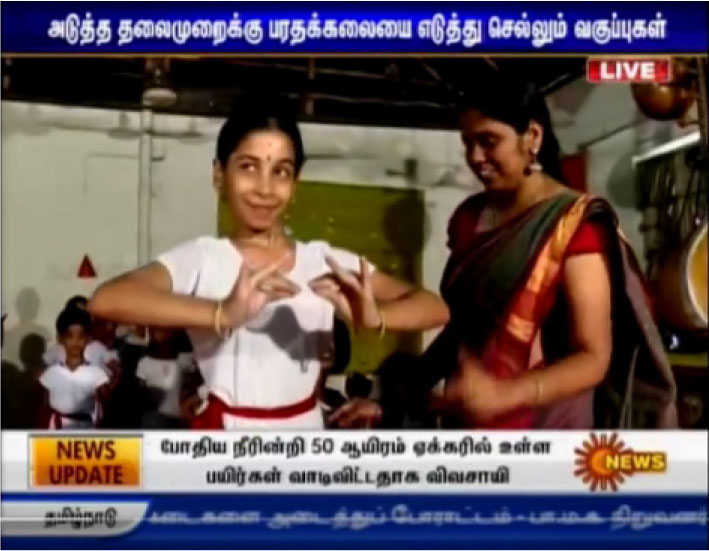 அடுத்த தலைமுறைக்கு பரதக்கலையை எடுத்து செல்லும் வகுப்புகள்
LIVE
NEWS UPDATE
போதிய நீரின்றி 50 ஆயிரம் ஏக்கரில் உள்ள
பயிர்கள் வாடிவிட்டதாக விவசாயி
NEWS
தமிழ்நாடு
கடைகளை அடைத்துப் போராட்டம் - பா.ம.க. நிறுவனர்